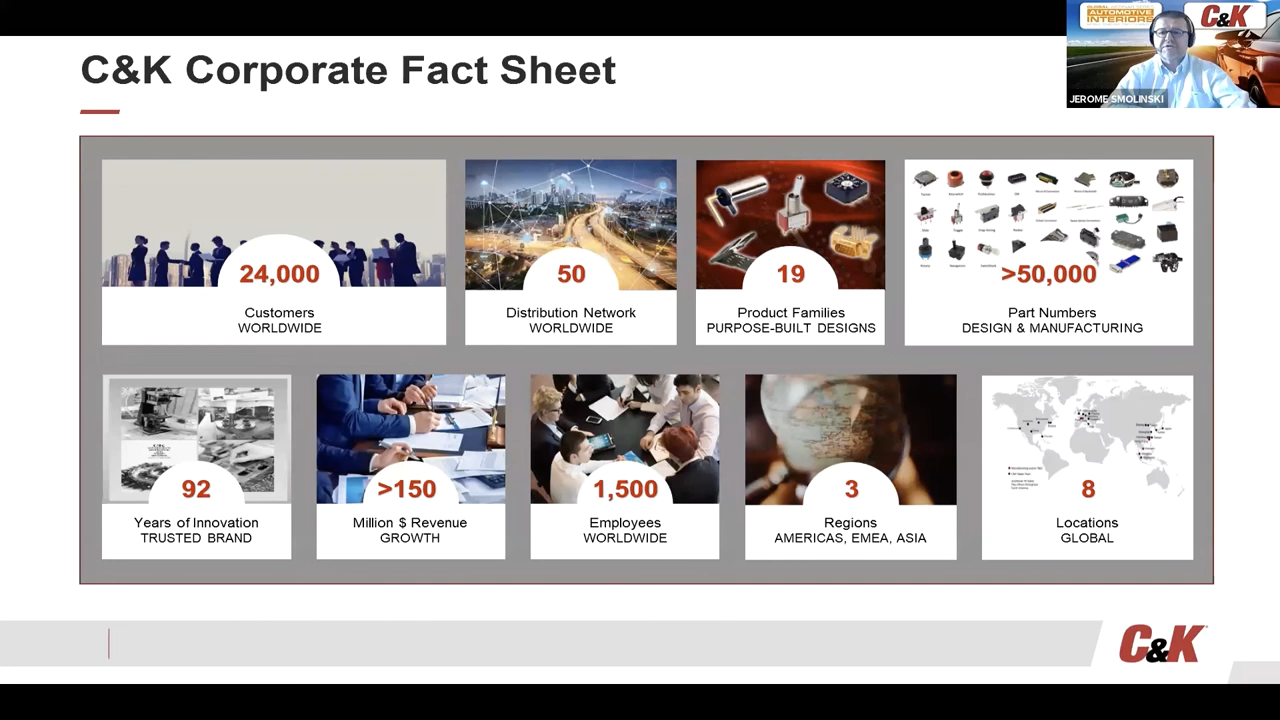 C&K Corporate Fact Sheet
GLOBAL
AUTOMOTIVE
INTERIORS
C&K
JEROME SMOLINSKI
24,000
Customers
WORLDWIDE
50
Distribution Network
WORLDWIDE
19
Product Families
PURPOSE-BUILT DESIGNS
>50,000
Part Numbers
DESIGN & MANUFACTURING
92
Years of Innovation
TRUSTED BRAND
>150
Million $ Revenue
GROWTH
1,500
Employees
WORLDWIDE
3
Regions
AMERICAS, EMEA, ASIA
8
Locations
GLOBAL
C&K